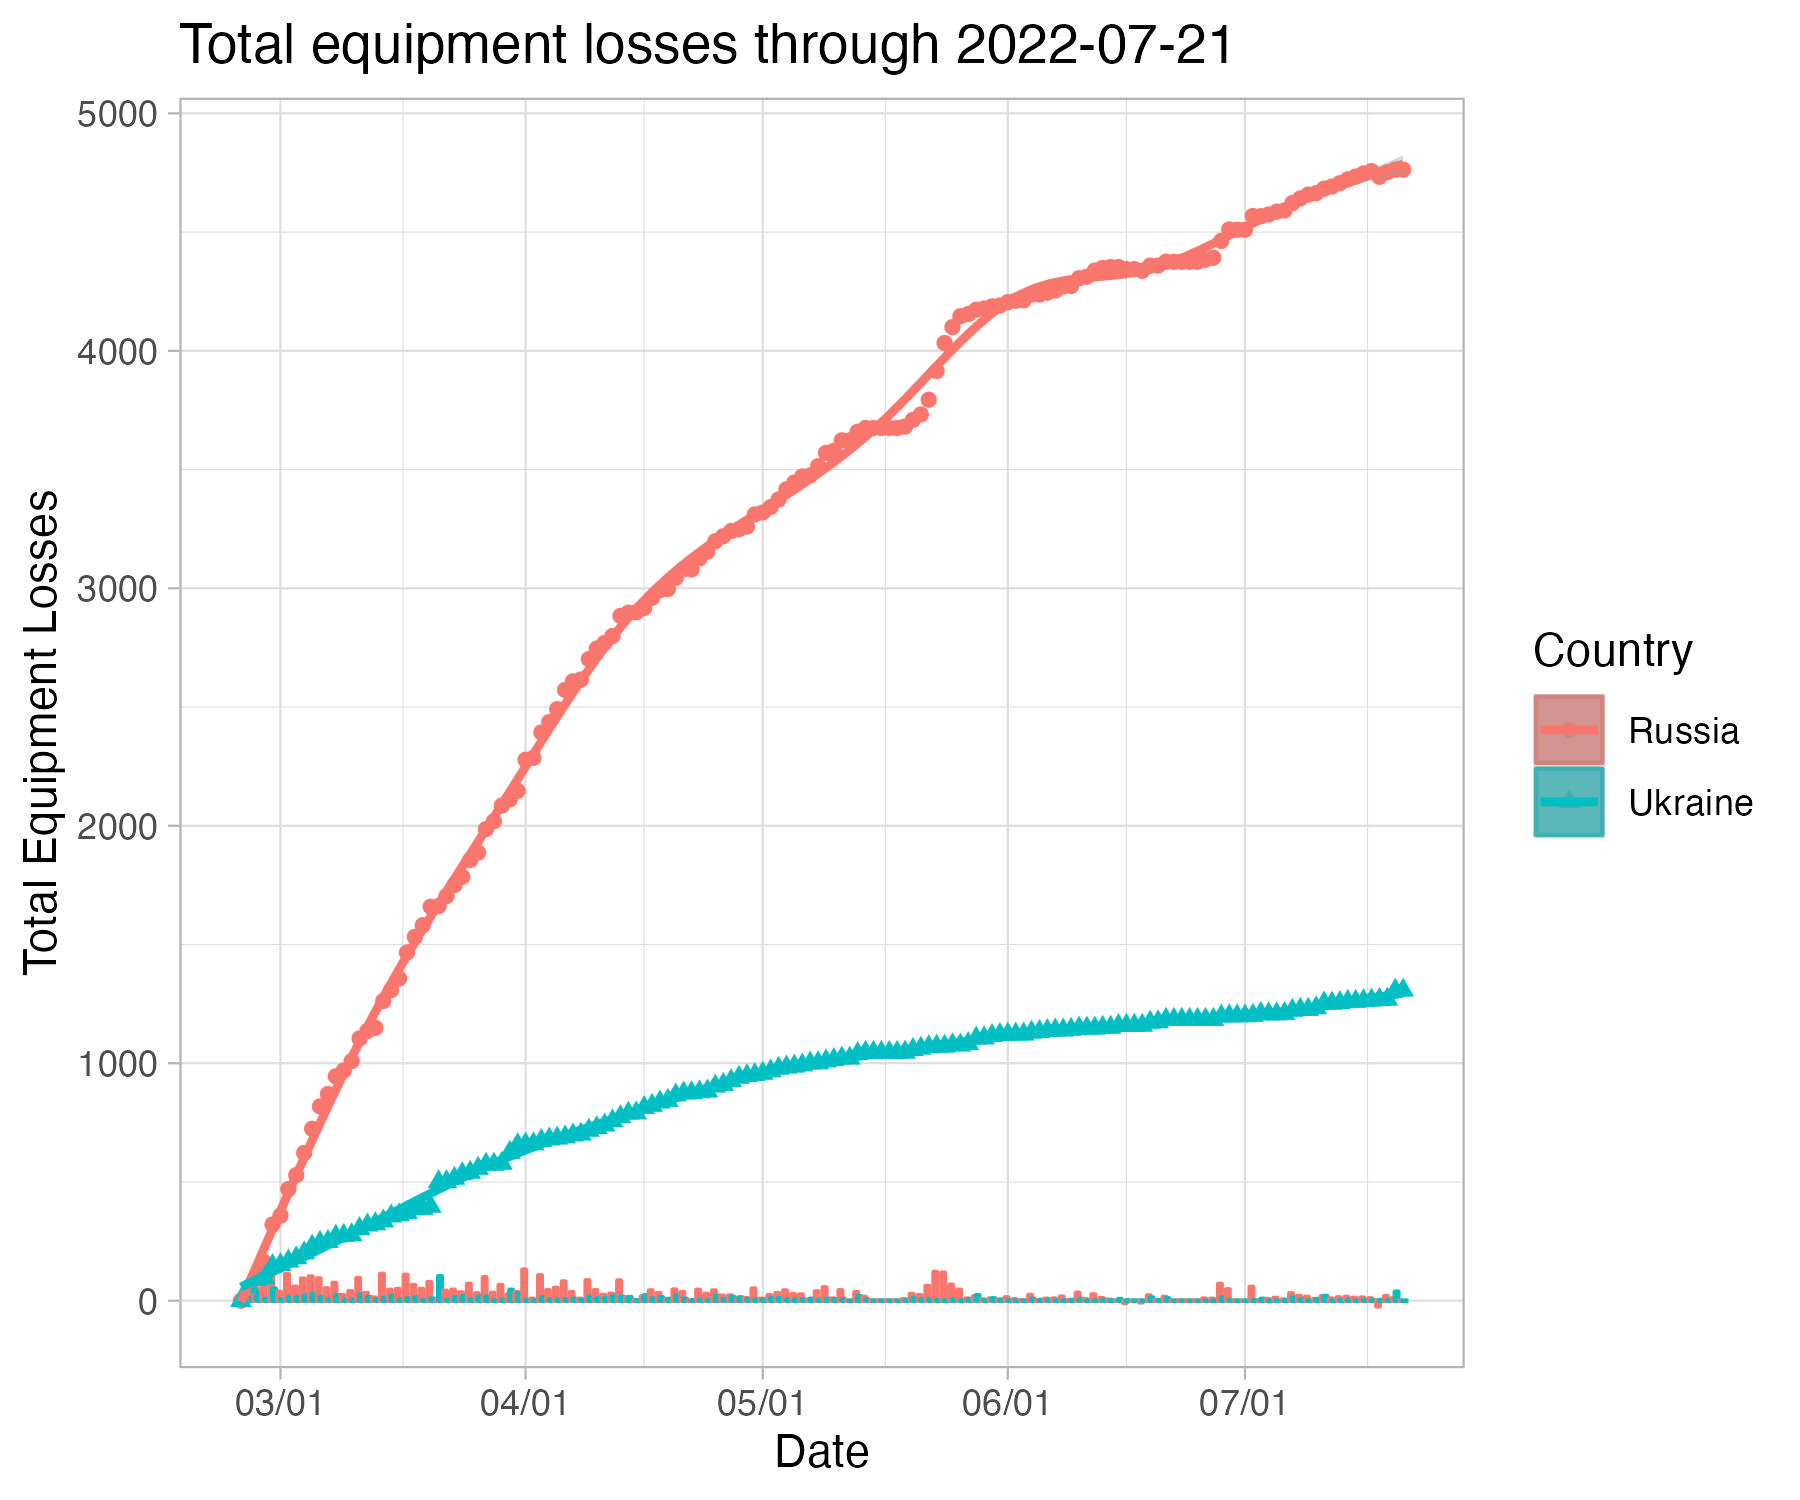 Total equipment losses through 2022-07-21
Total Equipment Losses
5000
4000
3000
2000
1000
0
03/01 04/01 05/01 06/01 07/01
Date
Country
Russia
Ukraine